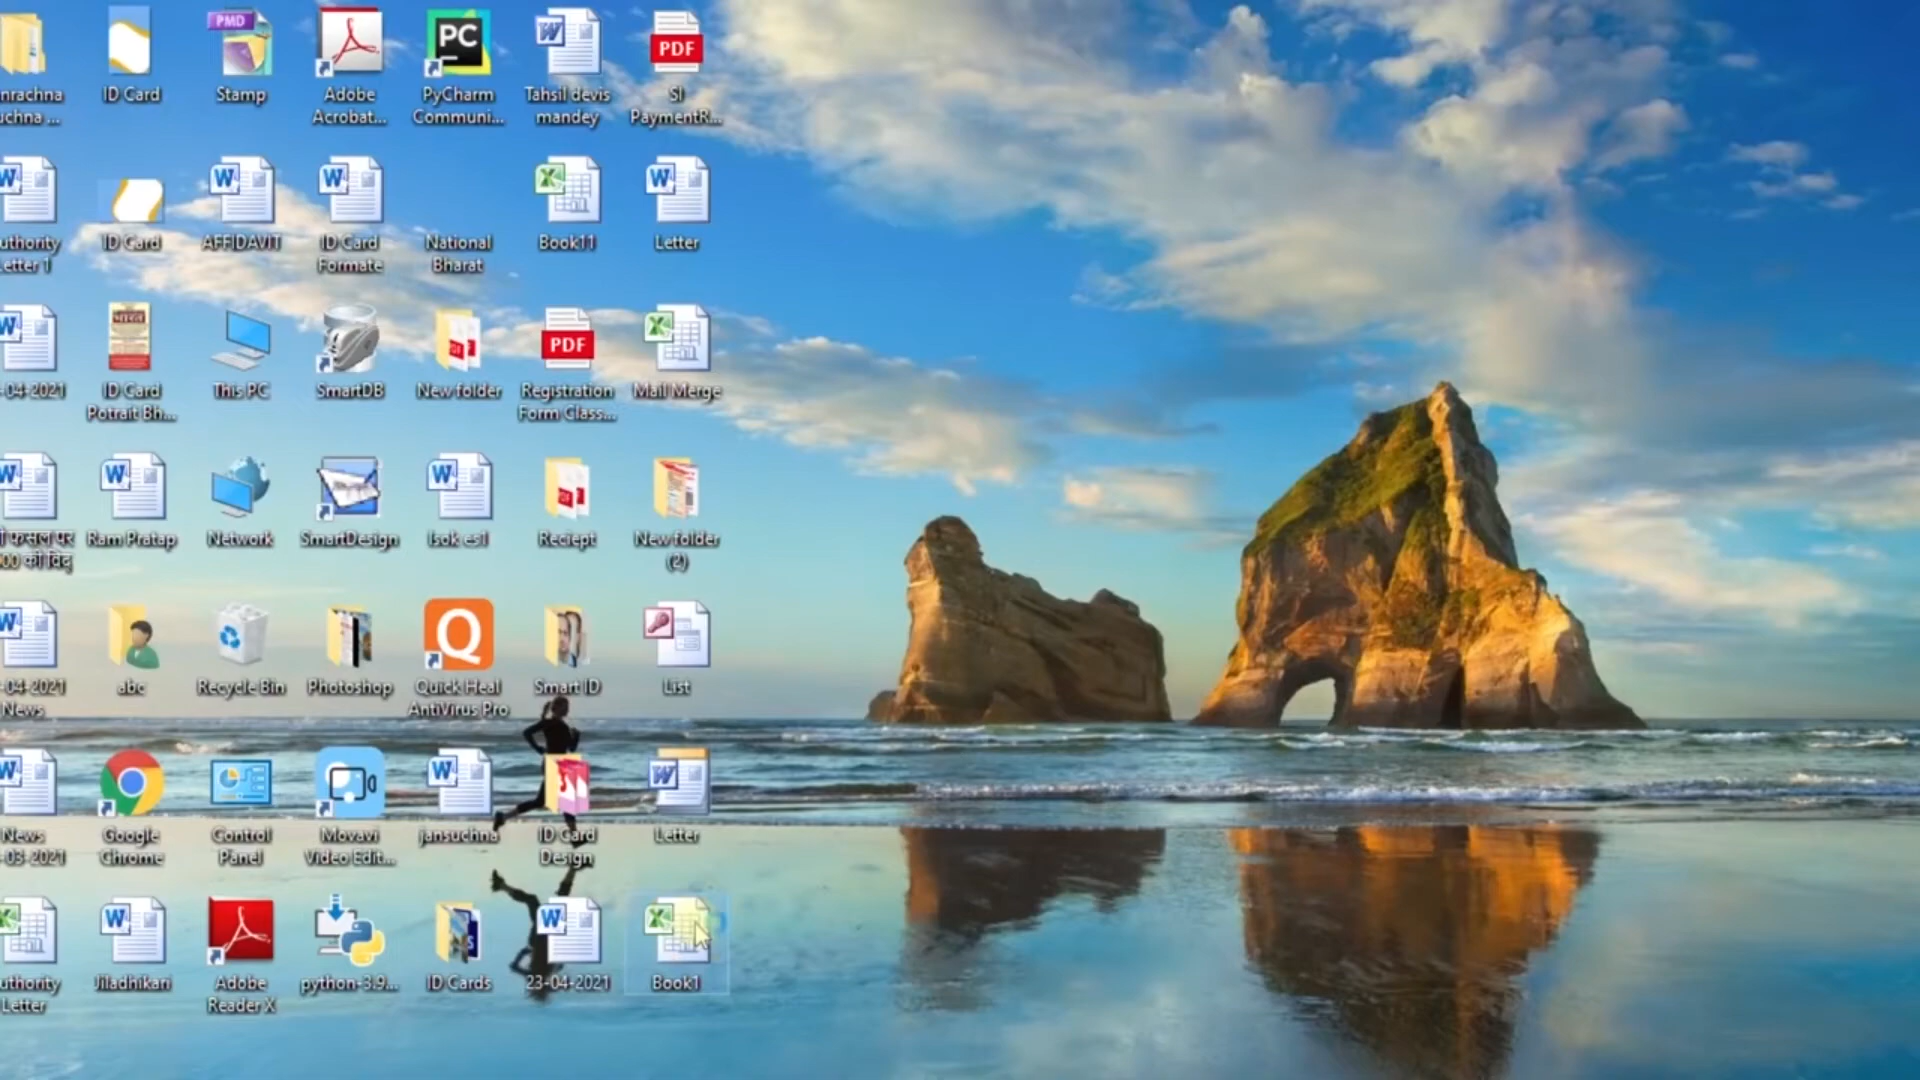 nrachna
uchna ...
ID Card
Stamp
Adobe
Acrobat...
PyCharm
Communi...
Tahsil devis
mandey
SI
PaymentR...
uthority
etter 1
ID Card
AFFIDAVIT
ID Card
Formate
National
Bharat
Book11
Letter
-04-2021
ID Card
Potrait Bh...
This PC
SmartDB
New folder
Registration
Form Class...
Mail Merge
फसल पर
00 की
Ram Pratap
Network
SmartDesign
Isok es1
Reciept
New folder
(2)
-04-2021
News
abc
Recycle Bin
Photoshop
Quick Heal
AntiVirus Pro
Smart ID
List
News
-03-2021
Google
Chrome
Control
Panel
Movavi
Video Edit...
jansuchna
ID Card
Design
Letter
uthority
Letter
Jiladhikari
Adobe
Reader X
python-3.9...
ID Cards
23-04-2021
Book1
PMD
PC
PDF
PDF